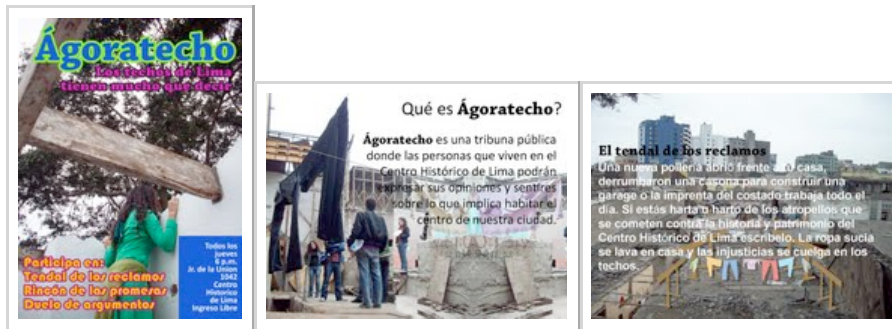 Ágoratecho
Los techos de Lima
tienen mucho que decir
Participa en:
Tendal de los reclamos
Rincón de las promesas
Duelo de argumentos
Todos los
jueves
6 p.m.
Jr. de la Union
1042
Centro
Historico
de Lima
Ingreso Libre
Qué es Ágoratecho?
Ágoratecho es una tribuna pública
donde las personas que viven en el
Centro Histórico de Lima podrán
expresar sus opiniones y sentires
sobre lo que implica habitar el
centro de nuestra ciudad.
El tendal de los reclamos
Una nueva pollería abrió frente a tu casa,
derrumbaron una casona para construir una
garage o la imprenta del costado trabaja todo el
día. Si estás harta o harto de los atropellos que
se cometen contra la historia y patrimonio del
Centro Histórico de Lima escríbelo. La ropa sucia
se lava en casa y las injusticias se cuelga en los
techos.